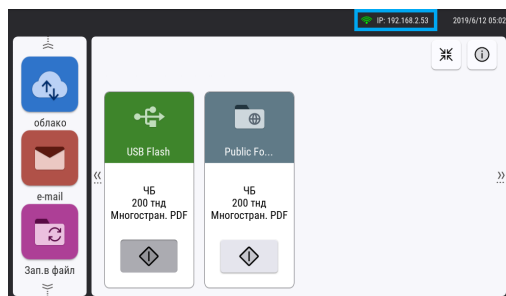 IP: 192.168.2.53
2019/6/12 05:02
облако
e-mail
Зап.в файл
USB Flash
ЧБ
200 тнд
Многостран. PDF
Public Fo...
ЧБ
200 тнд
Многостран. PDF